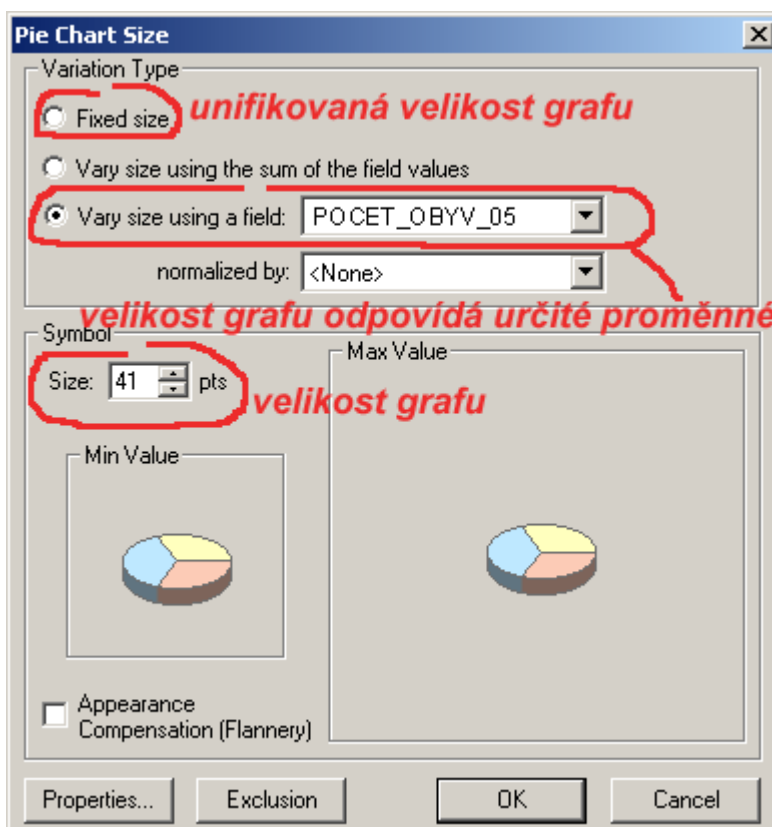 Pie Chart Size
Variation Type
Fixed size
unifikovaná velikost grafu
Vary size using the sum of the field values
Vary size using a field: POCET_OBYV_05
normalized by: <None>
velikost grafu odpovídá určité proměnné
Symbol
Size: 41 pts
velikost grafu
Max Value
Min Value
Appearance
Compensation (Flannery)
Properties... Exclusion OK Cancel